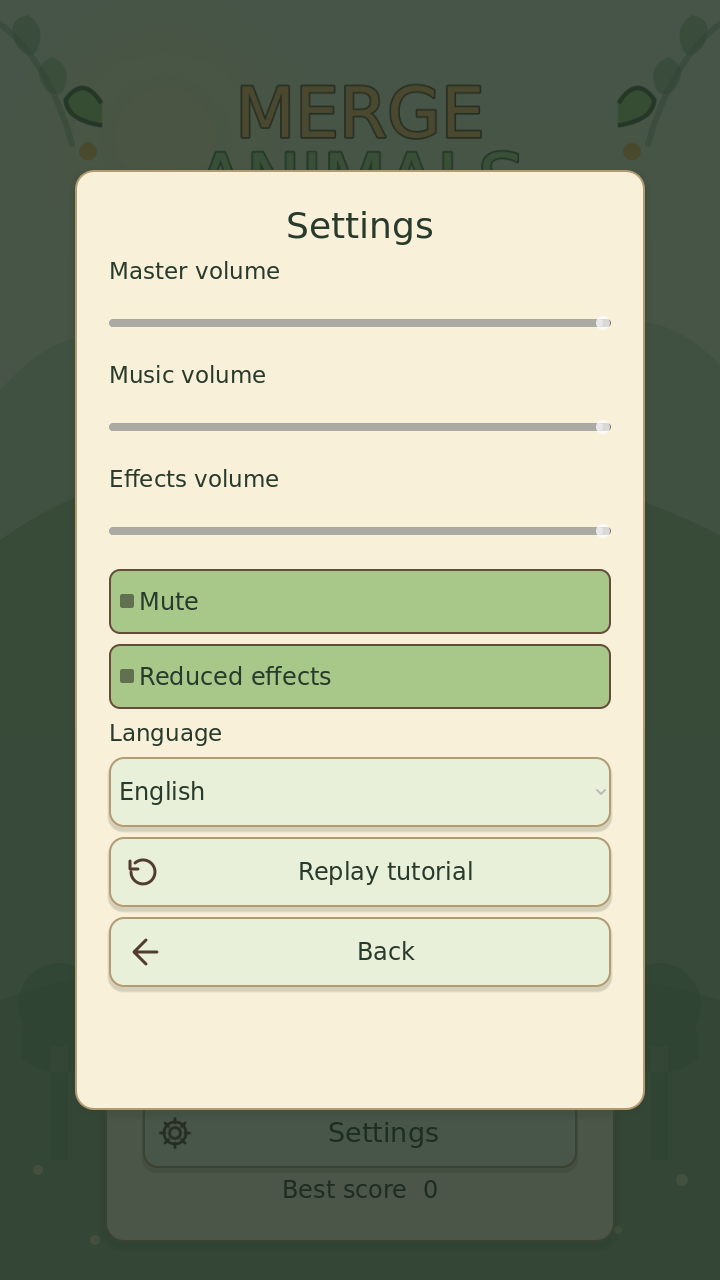 MERGE
ANIMALS
Settings
Master volume
Music volume
Effects volume
Mute
Reduced effects
Language
English
Replay tutorial
Back
Settings
Best score 0